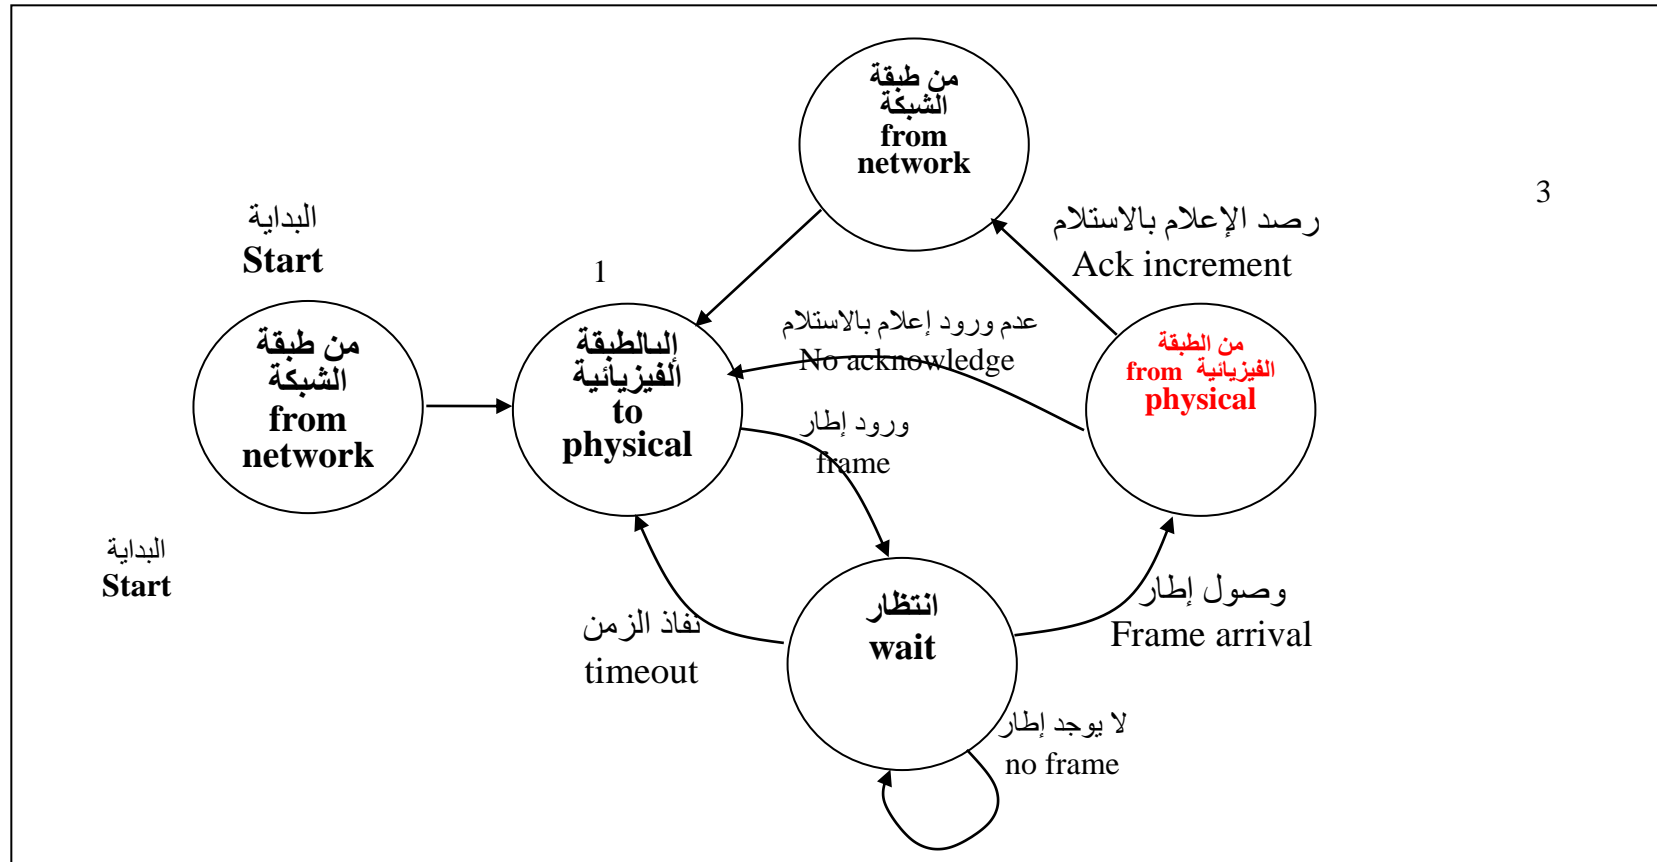 من طبقة
الشبكة
from
network
3
البداية
Start
رصد الإعلام بالاستلام
Ack increment
1
من طبقة
الشبكة
from
network
إلىالطبقة
الفيزيائية
to
physical
عدم ورود إعلام بالاستلام
No acknowledge
من الطبقة
الفيزيائية from
physical
ورود إطار
frame
البداية
Start
انتظار
wait
نفاذ الزمن
timeout
وصول إطار
Frame arrival
لا يوجد إطار
no frame